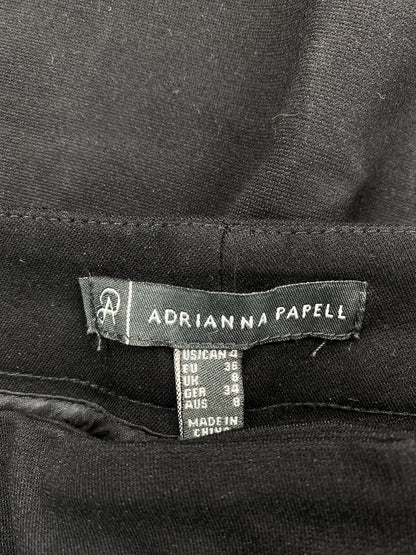 A
ADRIANNA PAPELL
US/CAN 4
EU 36
UK 8
GER 34
AUS 8
MADE IN
CHINA